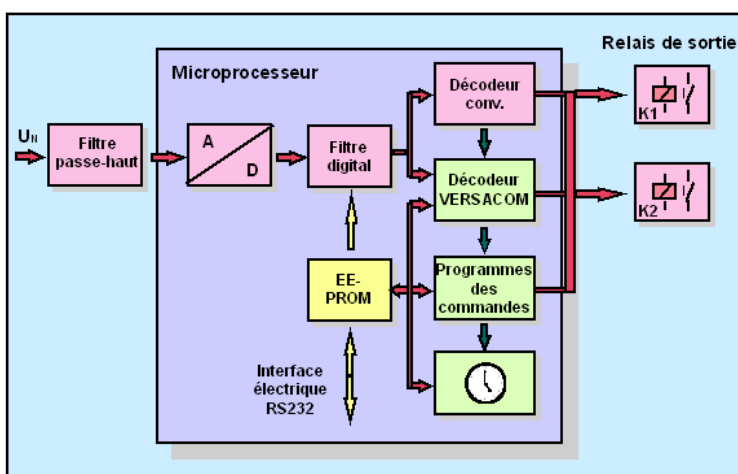 Relais de sortie
Microprocesseur
Décodeur
conv.
K1
UN
Filtre
passe-haut
A
D
Filtre
digital
Décodeur
VERSACOM
K2
EE-
PROM
Programmes
des
commandes
Interface
électrique
RS232